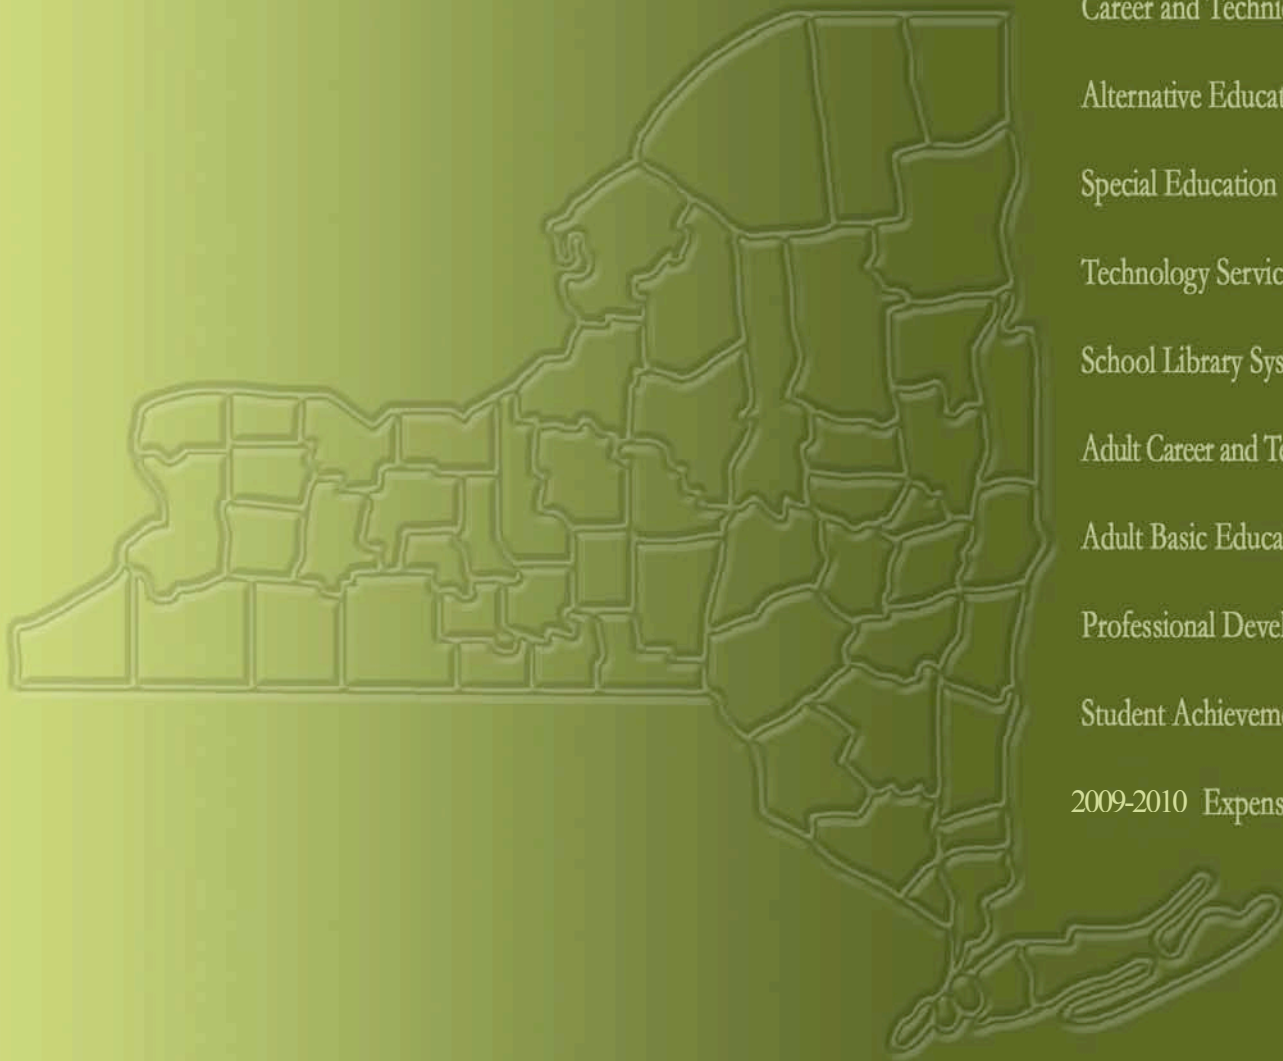 Career and Techni
Alternative Educat
Special Education
Technology Servic
School Library Sys
Adult Career and Te
Adult Basic Educa
Professional Devel
Student Achieveme
2009-2010 Expens